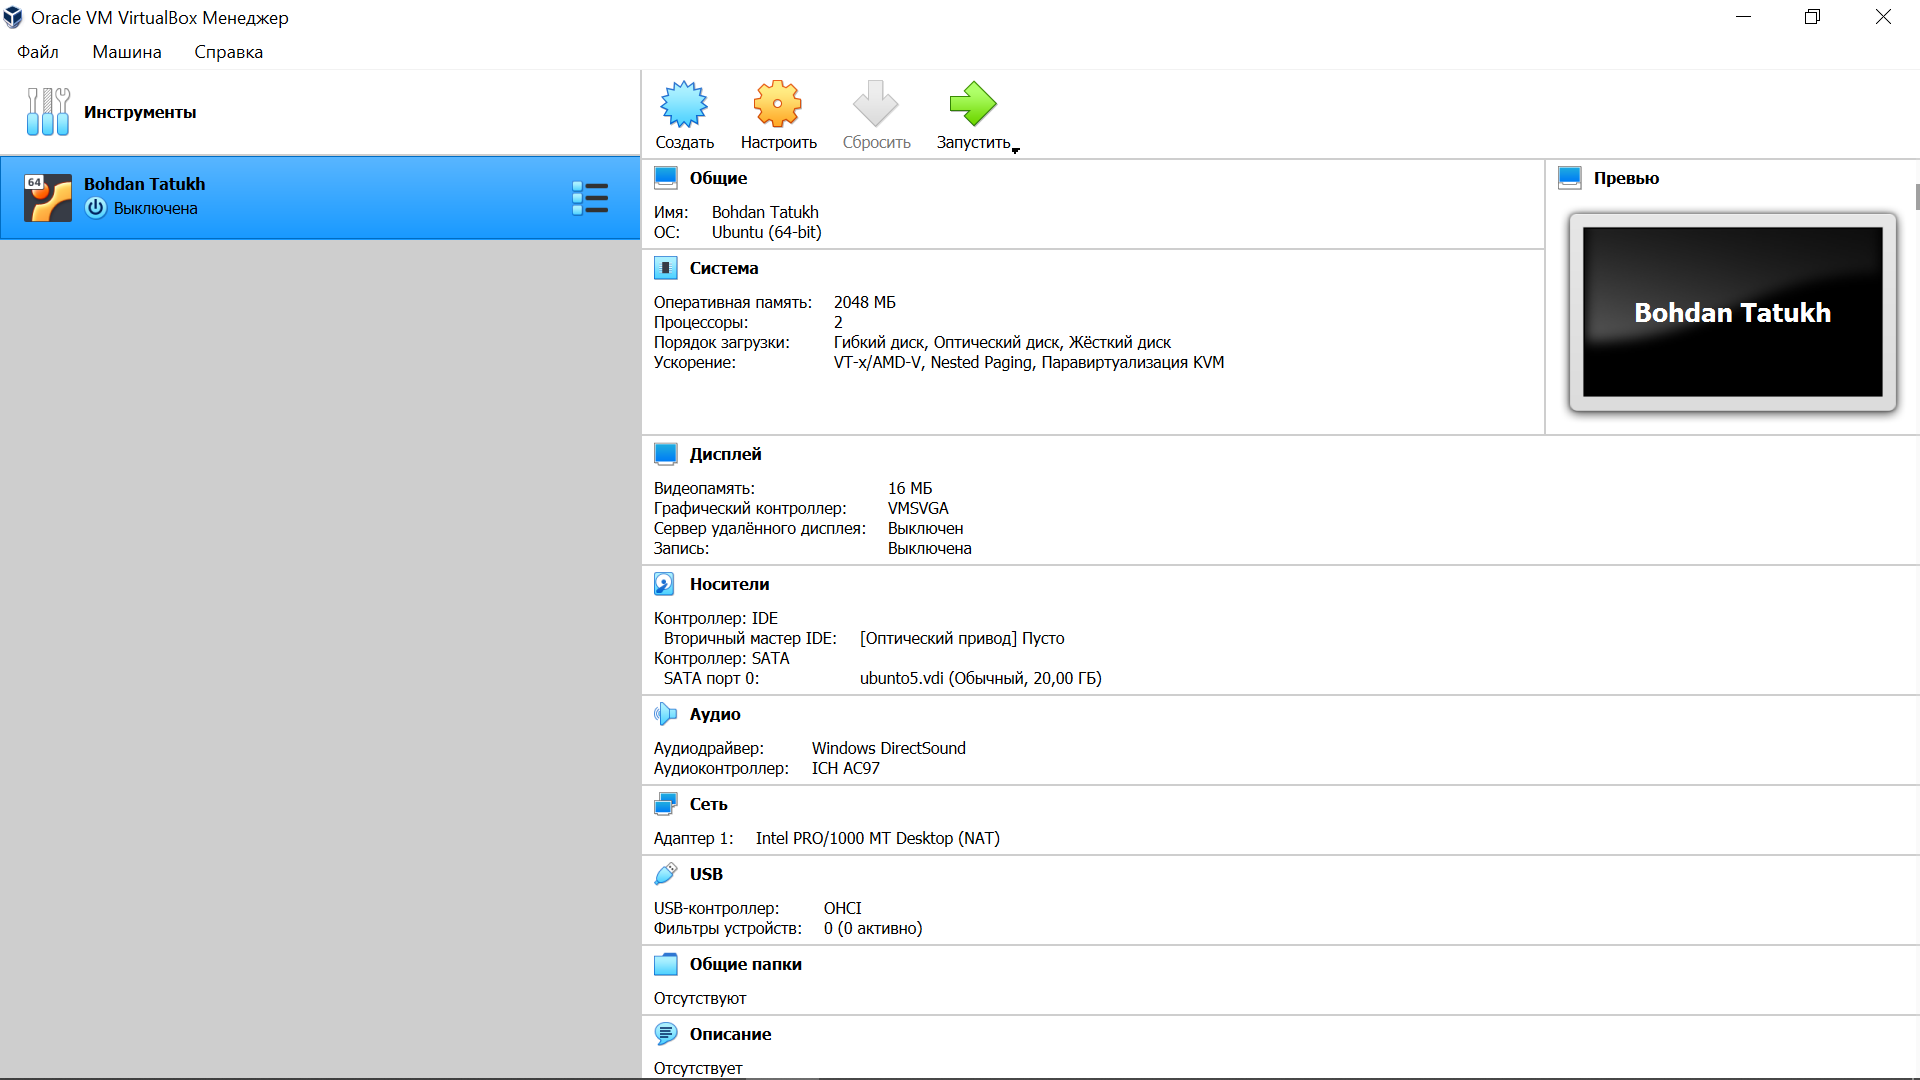 Oracle VM VirtualBox Менеджер
Файл Машина Справка
Инструменты
Создать Настроить Сбросить Запустить
64
Bohdan Tatukh
Выключена
Общие
Имя: Bohdan Tatukh
ОС: Ubuntu (64-bit)
Превью
Bohdan Tatukh
Система
Оперативная память: 2048 МБ
Процессоры: 2
Порядок загрузки: Гибкий диск, Оптический диск, Жёсткий диск
Ускорение: VT-x/AMD-V, Nested Paging, Паравиртуализация KVM
Дисплей
Видеопамять: 16 МБ
Графический контроллер: VMSVGA
Сервер удалённого дисплея: Выключен
Запись: Выключена
Носители
Контроллер: IDE
Вторичный мастер IDE: [Оптический привод] Пусто
Контроллер: SATA
SATA порт 0: ubunto5.vdi (Обычный, 20,00 ГБ)
Аудио
Аудиодрайвер: Windows DirectSound
Аудиоконтроллер: ICH AC97
Сеть
Адаптер 1: Intel PRO/1000 MT Desktop (NAT)
USB
USB-контроллер: OHCI
Фильтры устройств: 0 (0 активно)
Общие папки
Отсутствуют
Описание
Отсутствует